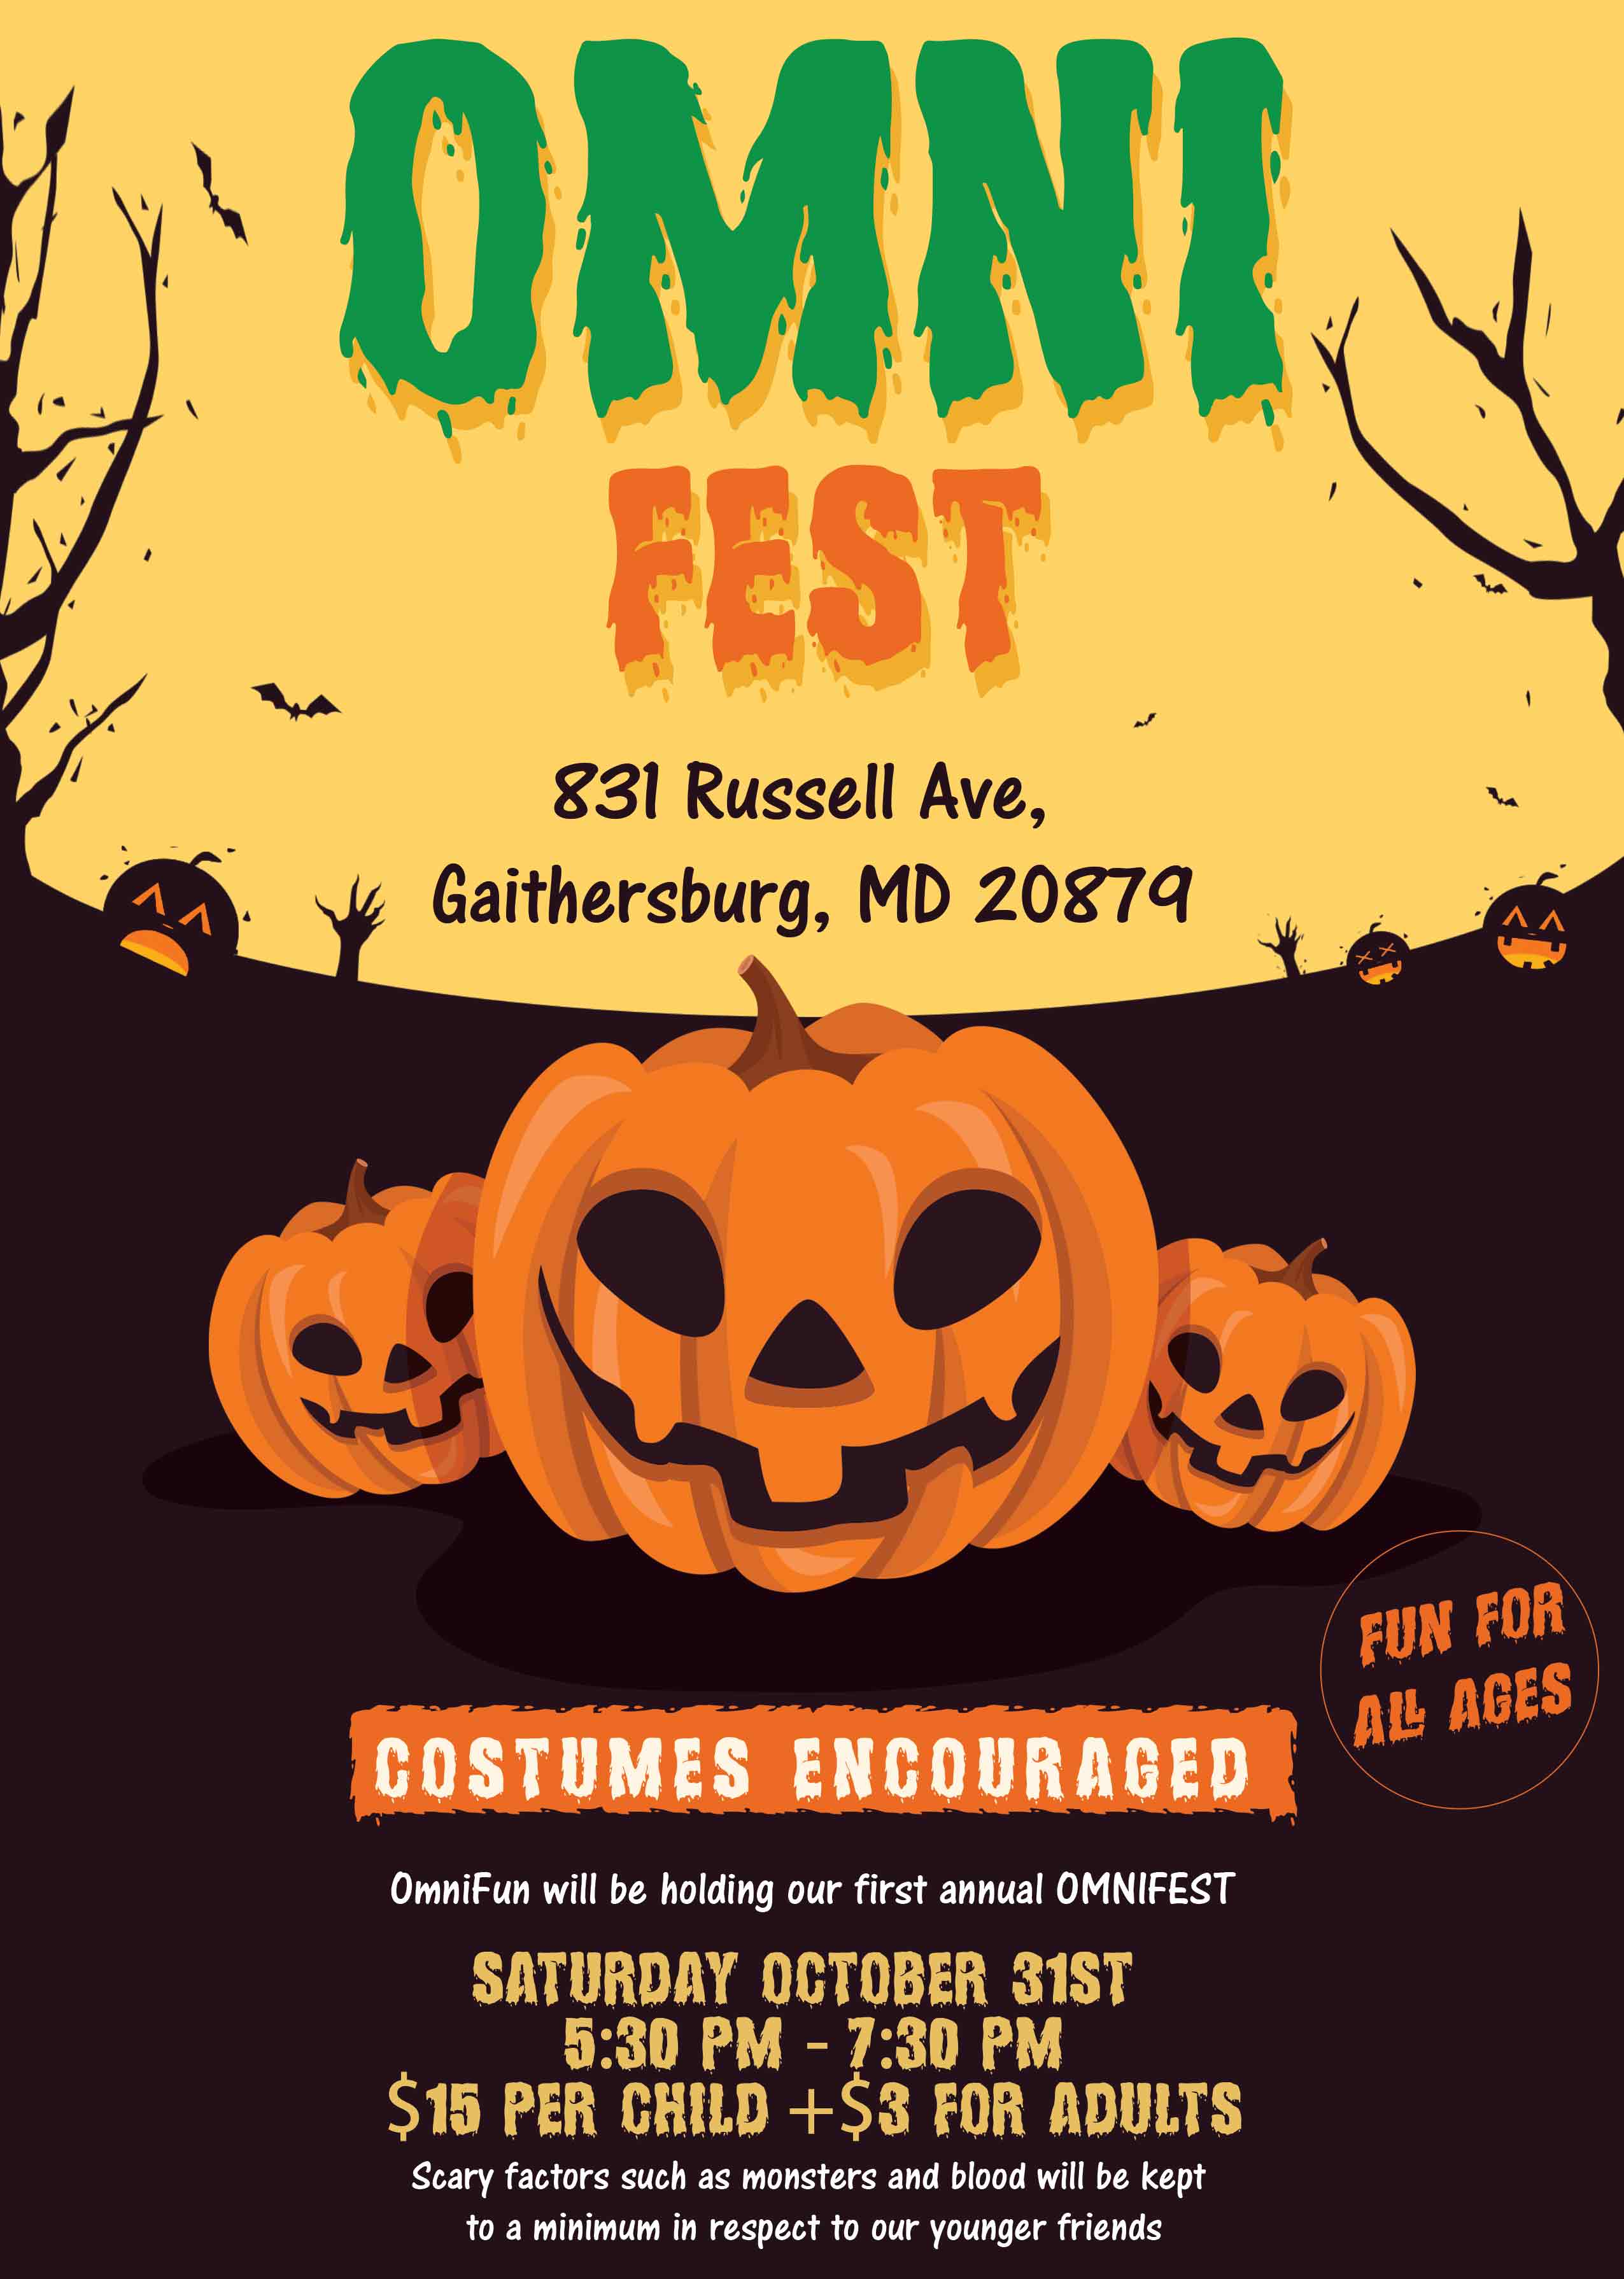 OMNI
FEST
831 Russell Ave,
Gaithersburg, MD 20879
FUN FOR
ALL AGES
COSTUMES ENCOURAGED
OmniFun will be holding our first annual OMNIFEST
SATURDAY OCTOBER 31ST
5:30 PM - 7:30 PM
$15 PER CHILD +$3 FOR ADULTS
Scary factors such as monsters and blood will be kept
to a minimum in respect to our younger friends